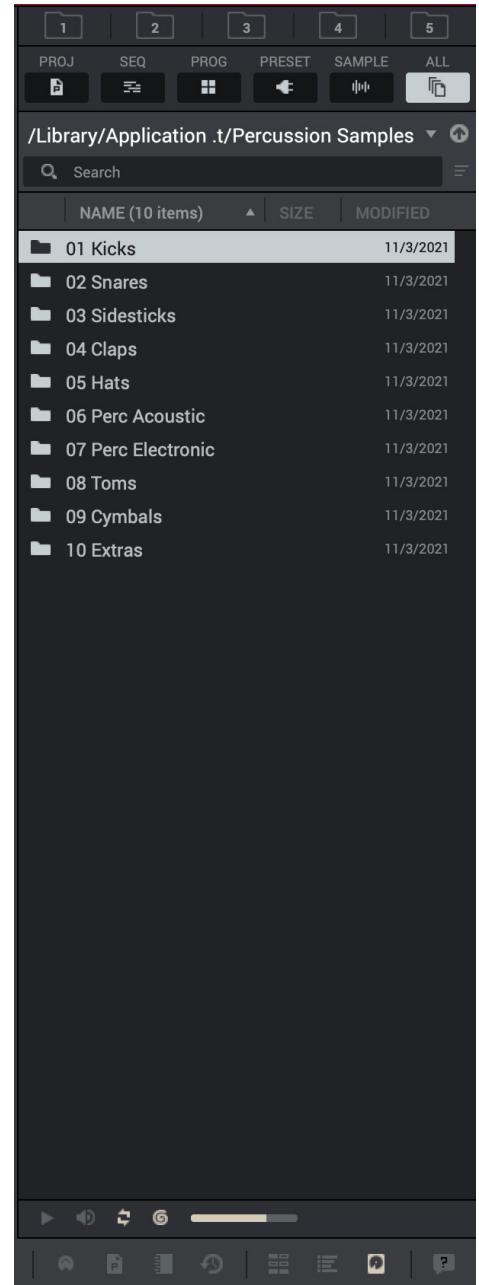 1 2 3 4 5
PROJ SEQ PROG PRESET SAMPLE ALL
/Library/Application .t/Percussion Samples
Search
NAME (10 items) SIZE MODIFIED
01 Kicks 11/3/2021
02 Snares 11/3/2021
03 Sidesticks 11/3/2021
04 Claps 11/3/2021
05 Hats 11/3/2021
06 Perc Acoustic 11/3/2021
07 Perc Electronic 11/3/2021
08 Toms 11/3/2021
09 Cymbals 11/3/2021
10 Extras 11/3/2021